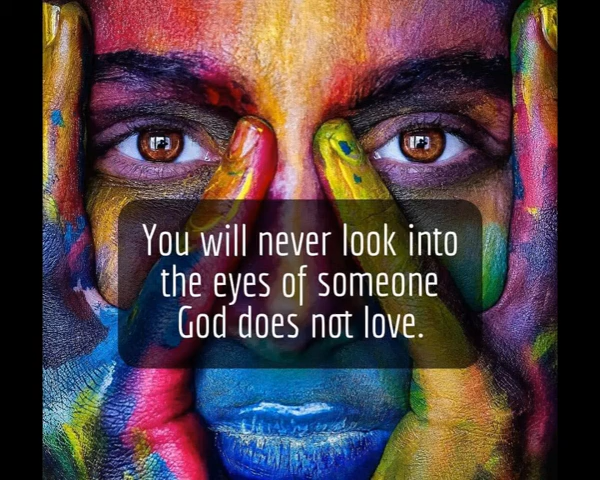 You will never look into
the eyes of someone
God does not love.